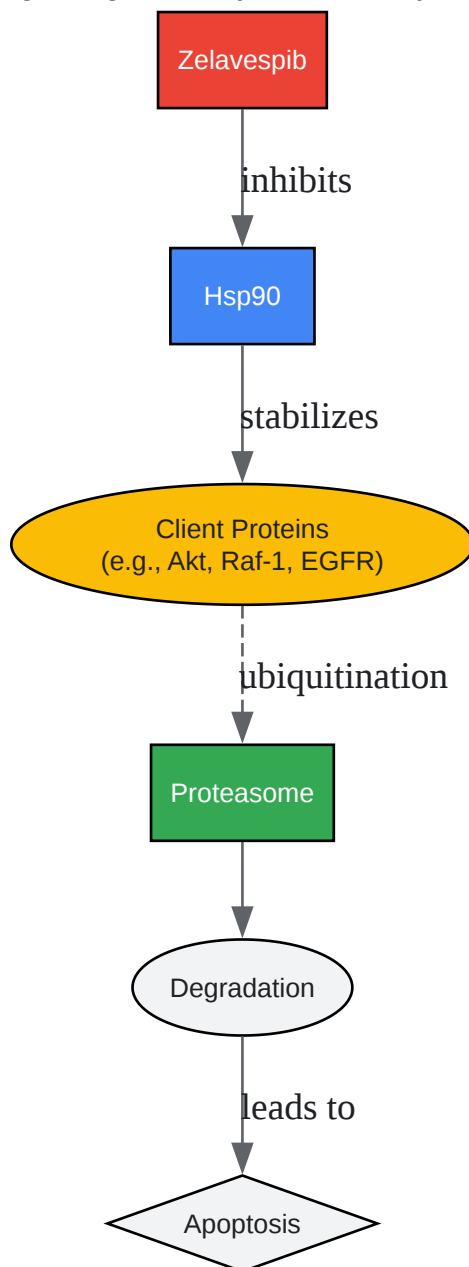 Zelavespib
inhibits
Hsp90
stabilizes
Client Proteins
(e.g., Akt, Raf-1, EGFR)
ubiquitination
Proteasome
Degradation
leads to
Apoptosis